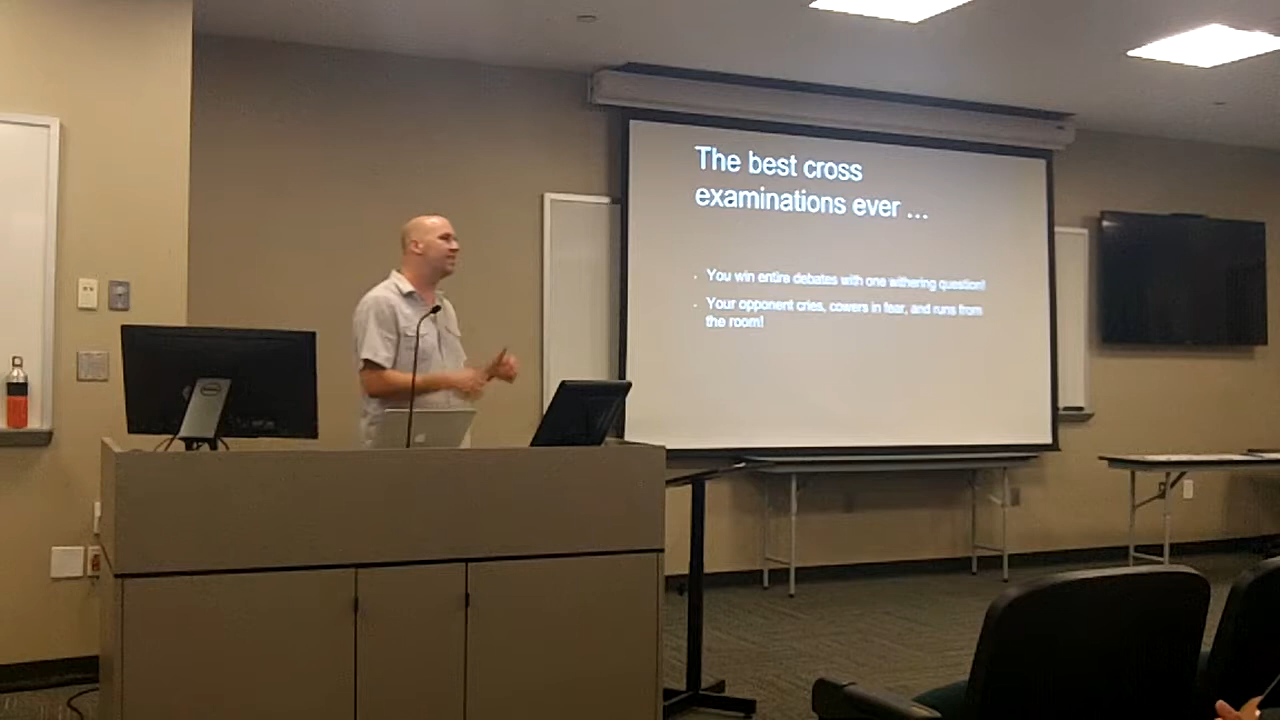 The best cross
examinations ever ...
· You win entire debates with one withering question!
· Your opponent cries, cowers in fear, and runs from
the room!
DELL